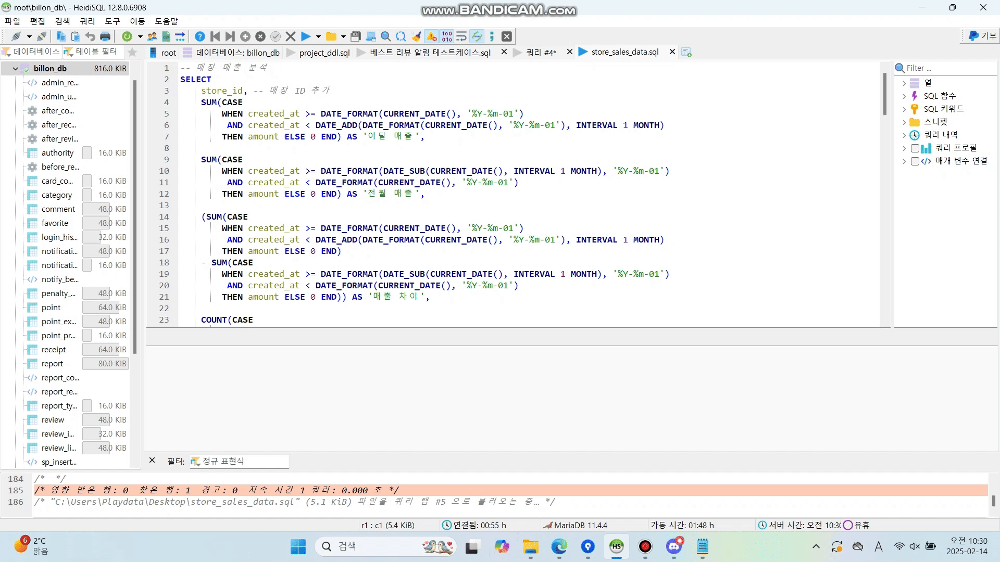 root\billon_db\ - HeidiSQL 12.8.0.6908
www.BANDICAM.com
파일 편집 검색 쿼리 도구 이동 도움말
기부
데이터베이스 테이블 필터
root 데이터베이스: billon_db project_ddl.sql 베스트 리뷰 알림 테스트케이스.sql 쿼리 #4* store_sales_data.sql
billon_db 816.0 KiB
admin_re...
admin_u...
after_co...
after_rec...
after_revi...
authority 16.0 KiB
before_re...
card_co... 16.0 KiB
category 16.0 KiB
comment 48.0 KiB
favorite 48.0 KiB
login_his... 32.0 KiB
notificati... 48.0 KiB
notificati... 16.0 KiB
notify_be...
penalty_... 48.0 KiB
point 64.0 KiB
point_ex... 48.0 KiB
point_pr... 16.0 KiB
receipt 64.0 KiB
report 80.0 KiB
report_co...
report_re...
report_ty... 16.0 KiB
review 48.0 KiB
review_i... 32.0 KiB
review_li... 48.0 KiB
sp_insert...
1 -- 매장 매출 분석
2 SELECT
3 store_id, -- 매장 ID 추가
4 SUM(CASE
5 WHEN created_at >= DATE_FORMAT(CURRENT_DATE(), '%Y-%m-01')
6 AND created_at < DATE_ADD(DATE_FORMAT(CURRENT_DATE(), '%Y-%m-01'), INTERVAL 1 MONTH)
7 THEN amount ELSE 0 END) AS '이달 매출',
8
9 SUM(CASE
10 WHEN created_at >= DATE_FORMAT(DATE_SUB(CURRENT_DATE(), INTERVAL 1 MONTH), '%Y-%m-01')
11 AND created_at < DATE_FORMAT(CURRENT_DATE(), '%Y-%m-01')
12 THEN amount ELSE 0 END) AS '전월 매출',
13
14 (SUM(CASE
15 WHEN created_at >= DATE_FORMAT(CURRENT_DATE(), '%Y-%m-01')
16 AND created_at < DATE_ADD(DATE_FORMAT(CURRENT_DATE(), '%Y-%m-01'), INTERVAL 1 MONTH)
17 THEN amount ELSE 0 END)
18 - SUM(CASE
19 WHEN created_at >= DATE_FORMAT(DATE_SUB(CURRENT_DATE(), INTERVAL 1 MONTH), '%Y-%m-01')
20 AND created_at < DATE_FORMAT(CURRENT_DATE(), '%Y-%m-01')
21 THEN amount ELSE 0 END)) AS '매출 차이',
22
23 COUNT(CASE
Filter ...
열
SQL 함수
SQL 키워드
스니펫
쿼리 내역
쿼리 프로필
매개 변수 연결
필터: 정규 표현식
184 /* */
185 /* 영향 받은 행: 0 찾은 행: 1 경고: 0 지속 시간 1 쿼리: 0.000 초 */
186 /* "C:\Users\Playdata\Desktop\store_sales_data.sql" (5.1 KiB) 파일을 쿼리 탭 #5 으로 불러오는 중… */
r1 : c1 (5.4 KiB) 연결됨: 00:55 h MariaDB 11.4.4 가동 시간: 01:48 h 서버 시간: 오전 10:30 유휴
6 2°C
맑음
검색
HS
A
오전 10:30
2025-02-14